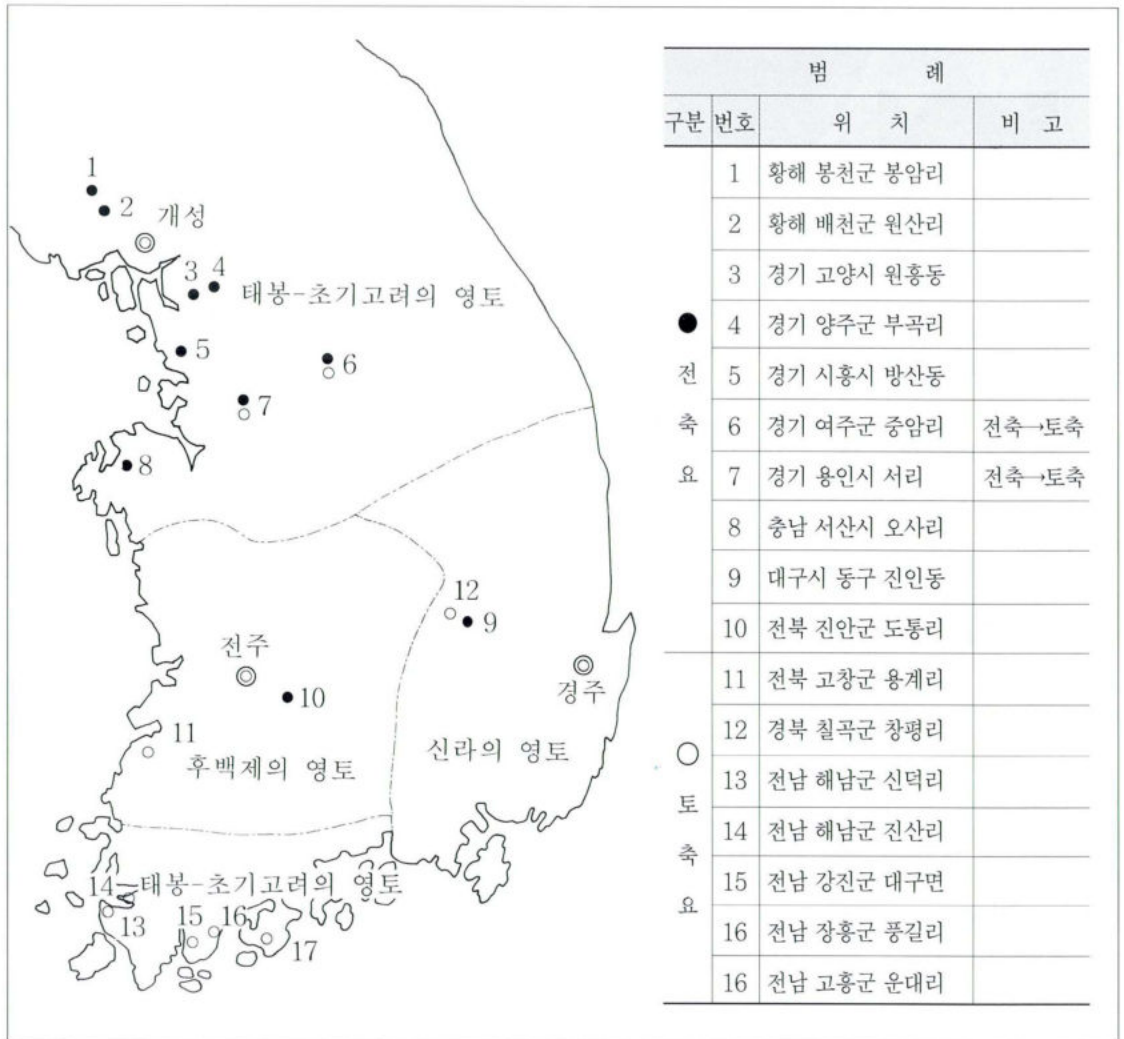 1
2
개성
3
4
태봉-초기고려의 영토
5
6
7
8
12
9
전주
10
경주
11
후백제의 영토
신라의 영토
14
태봉-초기고려의 영토
13
15
16
17
범 례
구분 번호 위 치 비 고
● 전축요
1 황해 봉천군 봉암리
2 황해 배천군 원산리
3 경기 고양시 원흥동
4 경기 양주군 부곡리
5 경기 시흥시 방산동
6 경기 여주군 중암리 전축→토축
7 경기 용인시 서리 전축→토축
8 충남 서산시 오사리
9 대구시 동구 진인동
10 전북 진안군 도통리
○ 토축요
11 전북 고창군 용계리
12 경북 칠곡군 창평리
13 전남 해남군 신덕리
14 전남 해남군 진산리
15 전남 강진군 대구면
16 전남 장흥군 풍길리
16 전남 고흥군 운대리